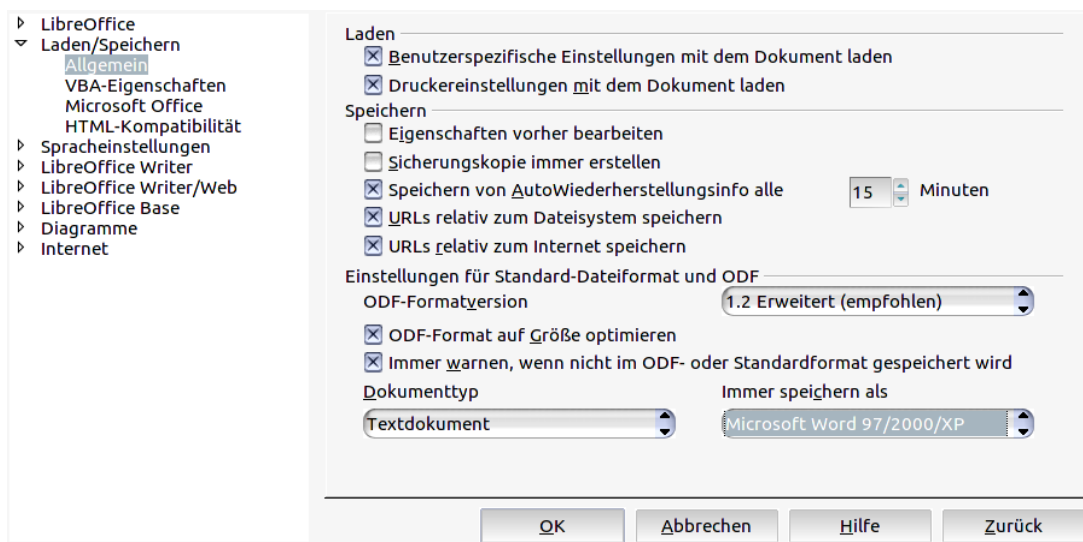 LibreOffice
Laden/Speichern
Allgemein
VBA-Eigenschaften
Microsoft Office
HTML-Kompatibilität
Spracheinstellungen
LibreOffice Writer
LibreOffice Writer/Web
LibreOffice Base
Diagramme
Internet
Laden
Benutzerspezifische Einstellungen mit dem Dokument laden
Druckereinstellungen mit dem Dokument laden
Speichern
Eigenschaften vorher bearbeiten
Sicherungskopie immer erstellen
Speichern von AutoWiederherstellungsinfo alle 15 Minuten
URLs relativ zum Dateisystem speichern
URLs relativ zum Internet speichern
Einstellungen für Standard-Dateiformat und ODF
ODF-Formatversion 1.2 Erweitert (empfohlen)
ODF-Format auf Größe optimieren
Immer warnen, wenn nicht im ODF- oder Standardformat gespeichert wird
Dokumenttyp Immer speichern als
Textdokument Microsoft Word 97/2000/XP
OK Abbrechen Hilfe Zurück